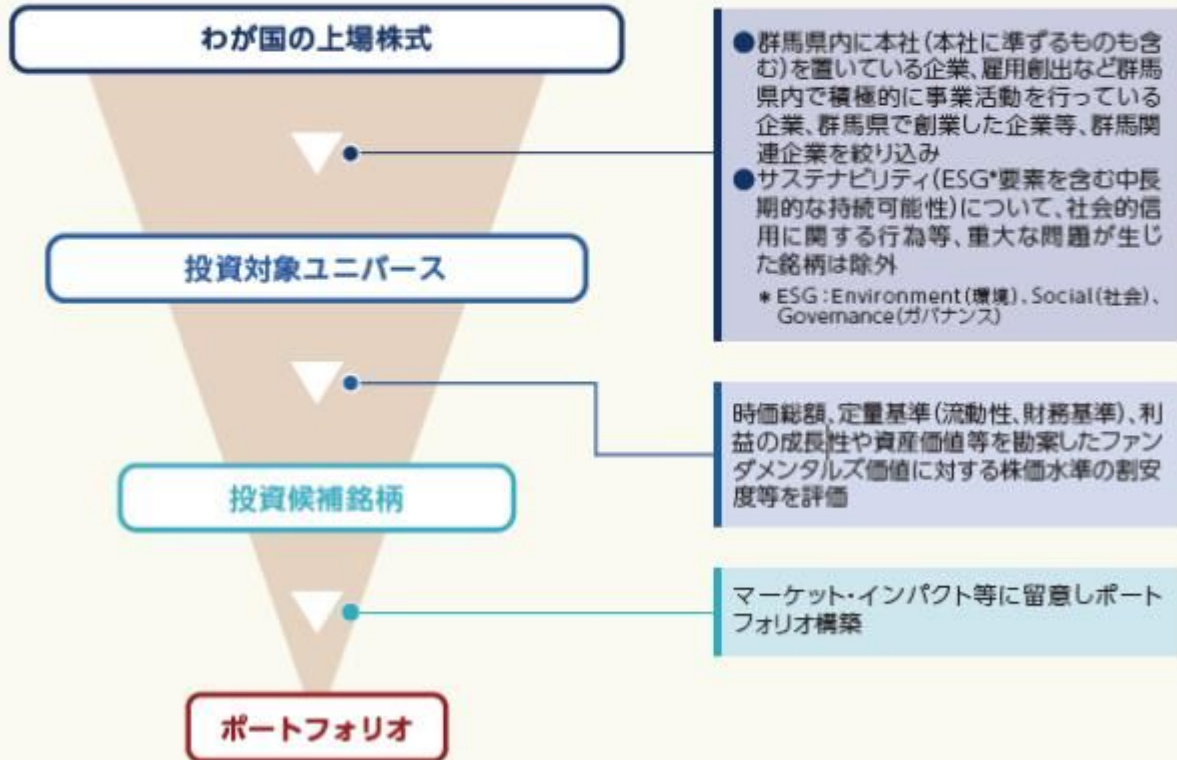 わが国の上場株式
●群馬県内に本社(本社に準ずるものも含
む)を置いている企業、雇用創出など群馬
県内で積極的に事業活動を行っている
企業、群馬県で創業した企業等、群馬関
連企業を絞り込み
●サステナビリティ(ESG*要素を含む中長
期的な持続可能性)について、社会的信
用に関する行為等、重大な問題が生じ
た銘柄は除外
* ESG:Environment(環境)、Social(社会)、
Governance(ガバナンス)
投資対象ユニバース
時価総額、定量基準(流動性、財務基準)、利
益の成長性や資産価値等を勘案したファン
ダメンタルズ価値に対する株価水準の割安
度等を評価
投資候補銘柄
マーケット・インパクト等に留意しポート
フォリオ構築
ポートフォリオ